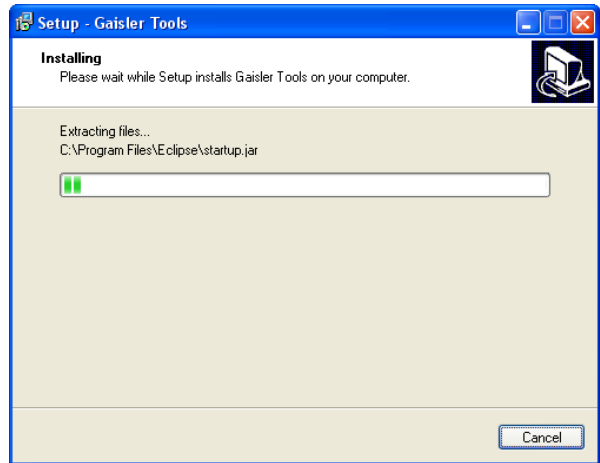 Setup - Gaisler Tools
Installing
Please wait while Setup installs Gaisler Tools on your computer.
Extracting files...
C:\Program Files\Eclipse\startup.jar
Cancel